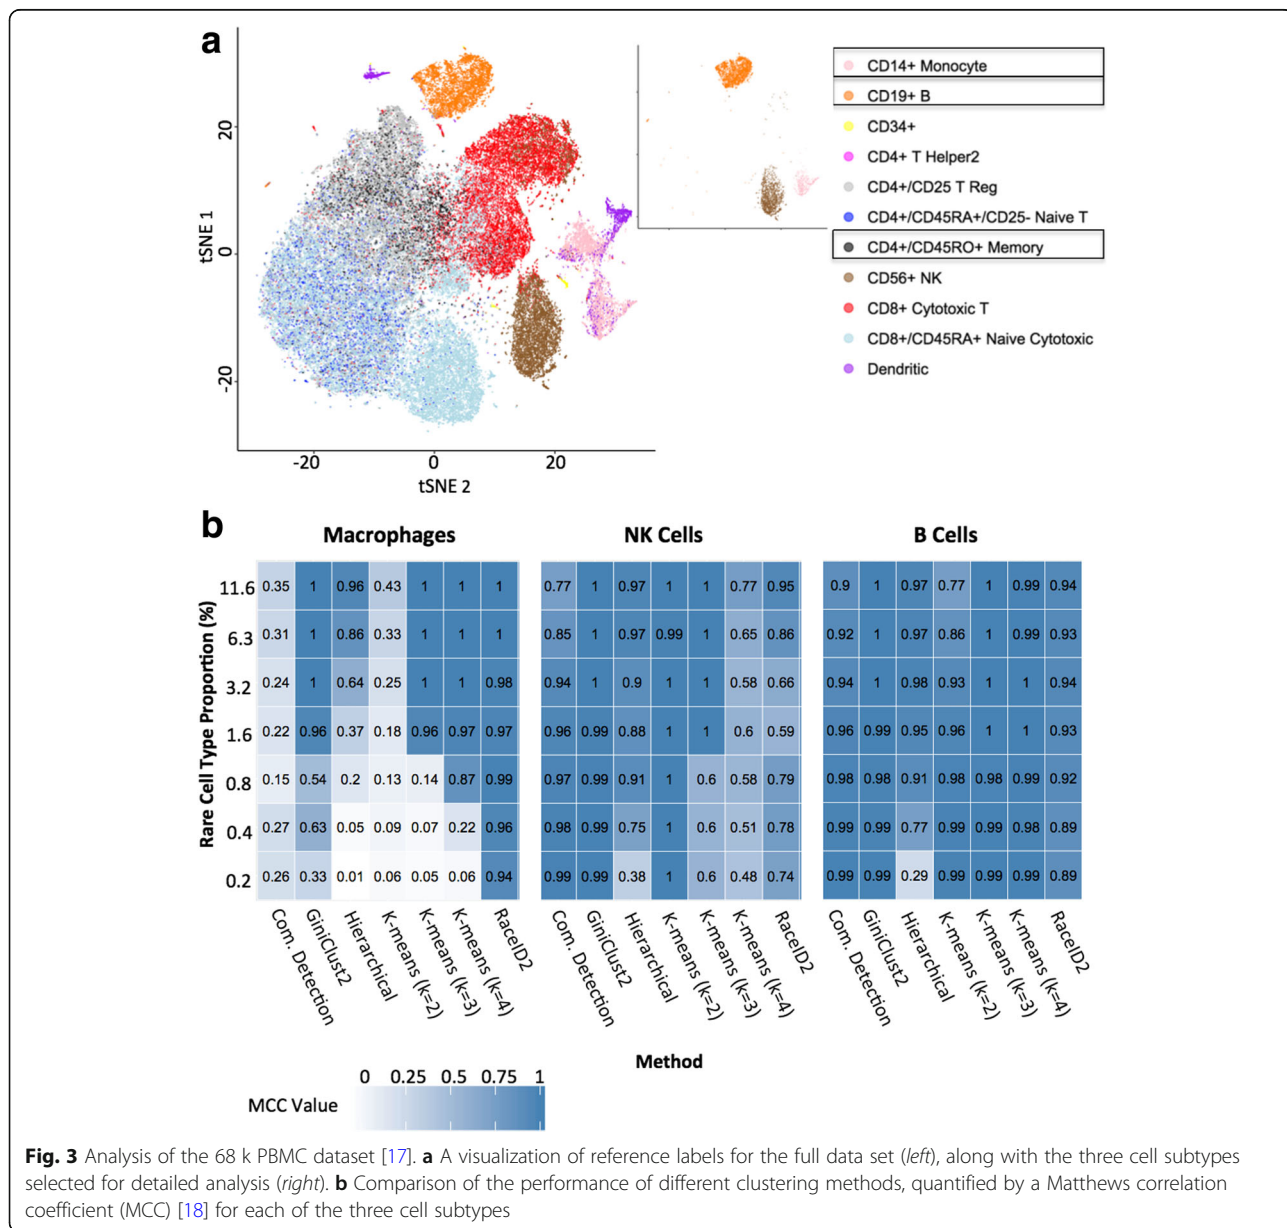 a
CD14+ Monocyte
CD19+ B
CD34+
CD4+ T Helper2
CD4+/CD25 T Reg
CD4+/CD45RA+/CD25- Naive T
CD4+/CD45RO+ Memory
CD56+ NK
CD8+ Cytotoxic T
CD8+/CD45RA+ Naive Cytotoxic
Dendritic
tSNE 1
20
0
-20
-20 0 20
tSNE 2
b
Macrophages NK Cells B Cells
Rare Cell Type Proportion (%)
11.6 0.35 1 0.96 0.43 1 1 1 0.77 1 0.97 1 1 0.77 0.95 0.9 1 0.97 0.77 1 0.99 0.94
6.3 0.31 1 0.86 0.33 1 1 1 0.85 1 0.97 0.99 1 0.65 0.86 0.92 1 0.97 0.86 1 0.99 0.93
3.2 0.24 1 0.64 0.25 1 1 0.98 0.94 1 0.9 1 1 0.58 0.66 0.94 1 0.98 0.93 1 1 0.94
1.6 0.22 0.96 0.37 0.18 0.96 0.97 0.97 0.96 0.99 0.88 1 1 0.6 0.59 0.96 0.99 0.95 0.96 1 1 0.93
0.8 0.15 0.54 0.2 0.13 0.14 0.87 0.99 0.97 0.99 0.91 1 0.6 0.58 0.79 0.98 0.98 0.91 0.98 0.98 0.99 0.92
0.4 0.27 0.63 0.05 0.09 0.07 0.22 0.96 0.98 0.99 0.75 1 0.6 0.51 0.78 0.99 0.99 0.77 0.99 0.99 0.98 0.89
0.2 0.26 0.33 0.01 0.06 0.05 0.06 0.94 0.99 0.99 0.38 1 0.6 0.48 0.74 0.99 0.99 0.29 0.99 0.99 0.99 0.89
Com. Detection GiniClust2 Hierarchical K-means (k=2) K-means (k=3) K-means (k=4) RaceID2 Com. Detection GiniClust2 Hierarchical K-means (k=2) K-means (k=3) K-means (k=4) RaceID2 Com. Detection GiniClust2 Hierarchical K-means (k=2) K-means (k=3) K-means (k=4) RaceID2
Method
0 0.25 0.5 0.75 1
MCC Value
Fig. 3 Analysis of the 68 k PBMC dataset [17]. a A visualization of reference labels for the full data set (left), along with the three cell subtypes
selected for detailed analysis (right). b Comparison of the performance of different clustering methods, quantified by a Matthews correlation
coefficient (MCC) [18] for each of the three cell subtypes